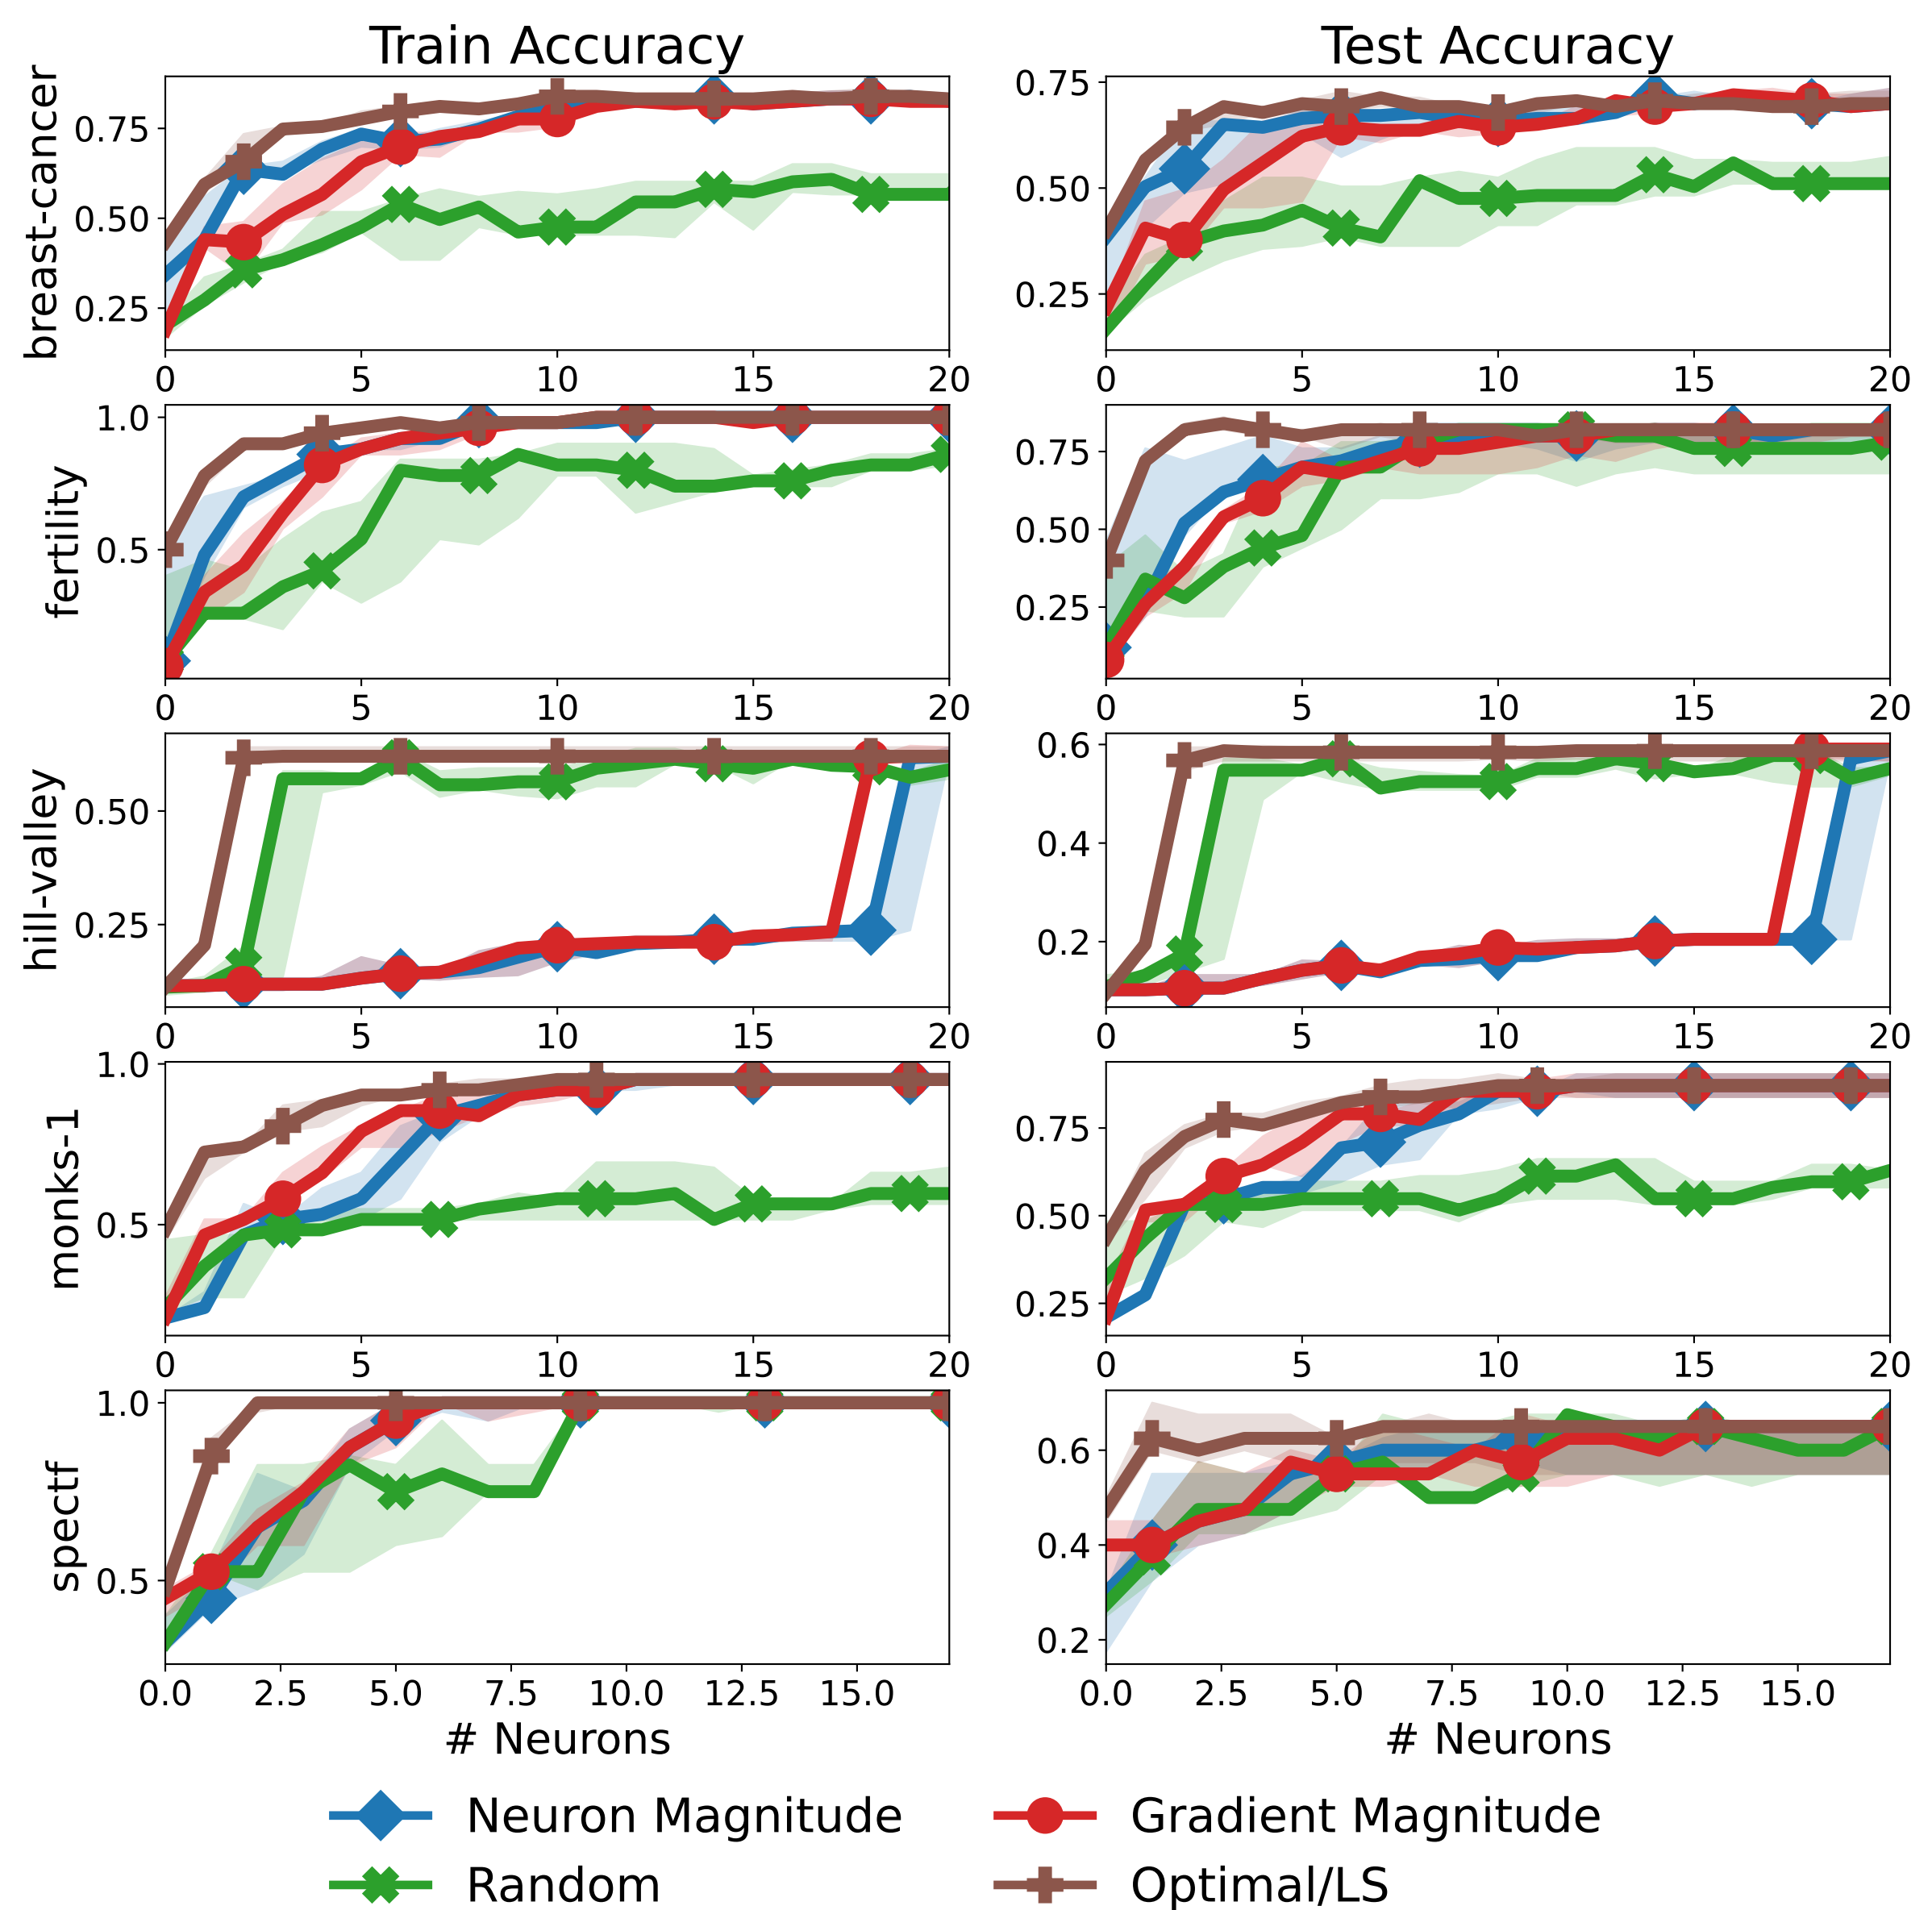 Train Accuracy
Test Accuracy
breast-cancer
0.75
0.50
0.25
0 5 10 15 20
0.75
0.50
0.25
0 5 10 15 20
fertility
1.0
0.5
0 5 10 15 20
0.75
0.50
0.25
0 5 10 15 20
hill-valley
0.50
0.25
0 5 10 15 20
0.6
0.4
0.2
0 5 10 15 20
monks-1
1.0
0.5
0 5 10 15 20
0.75
0.50
0.25
0 5 10 15 20
spectf
1.0
0.5
0.0 2.5 5.0 7.5 10.0 12.5 15.0
# Neurons
0.6
0.4
0.2
0.0 2.5 5.0 7.5 10.0 12.5 15.0
# Neurons
Neuron Magnitude
Gradient Magnitude
Random
Optimal/LS